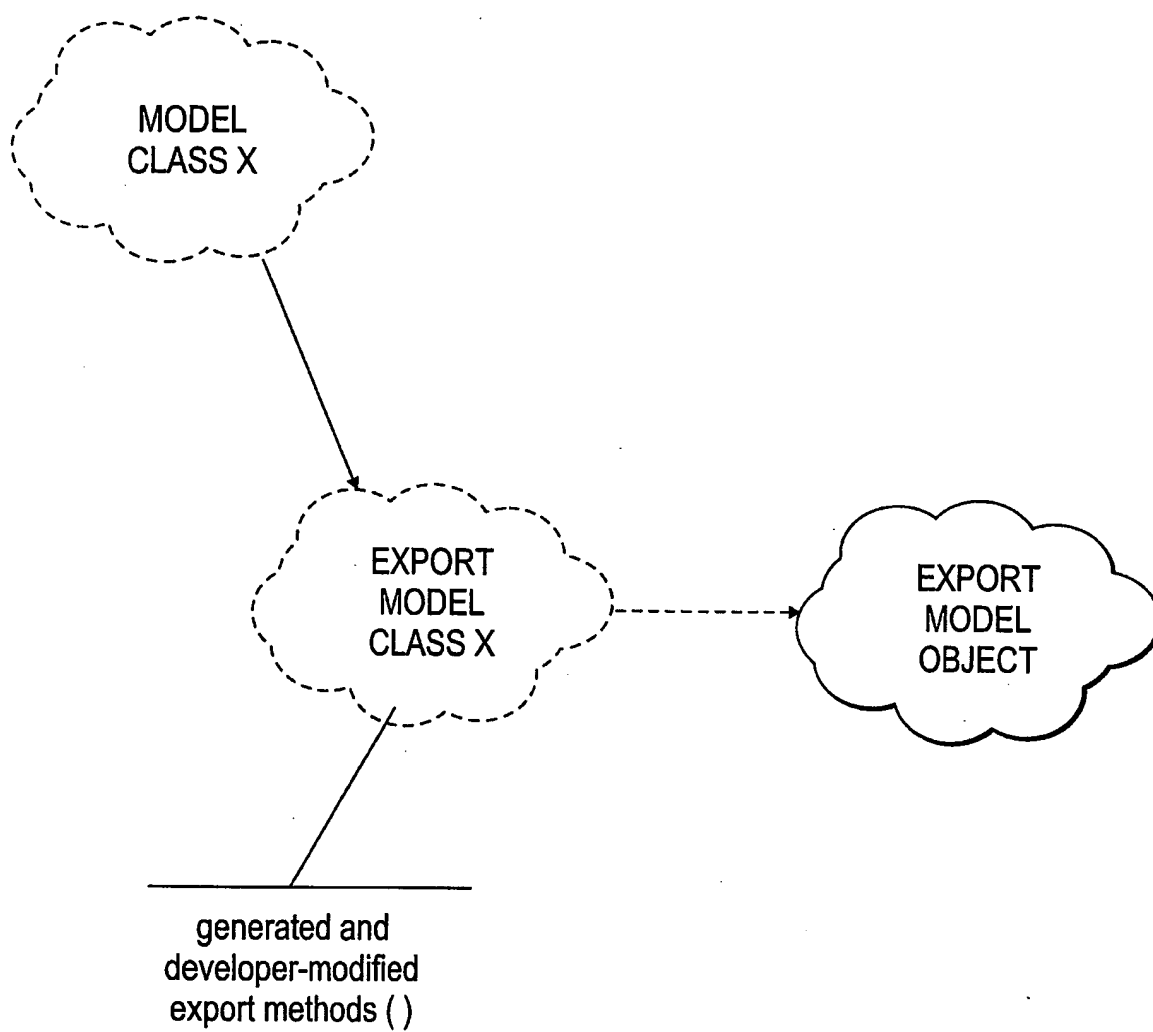 MODEL
CLASS X
EXPORT
MODEL
CLASS X
EXPORT
MODEL
OBJECT
generated and
developer-modified
export methods ( )